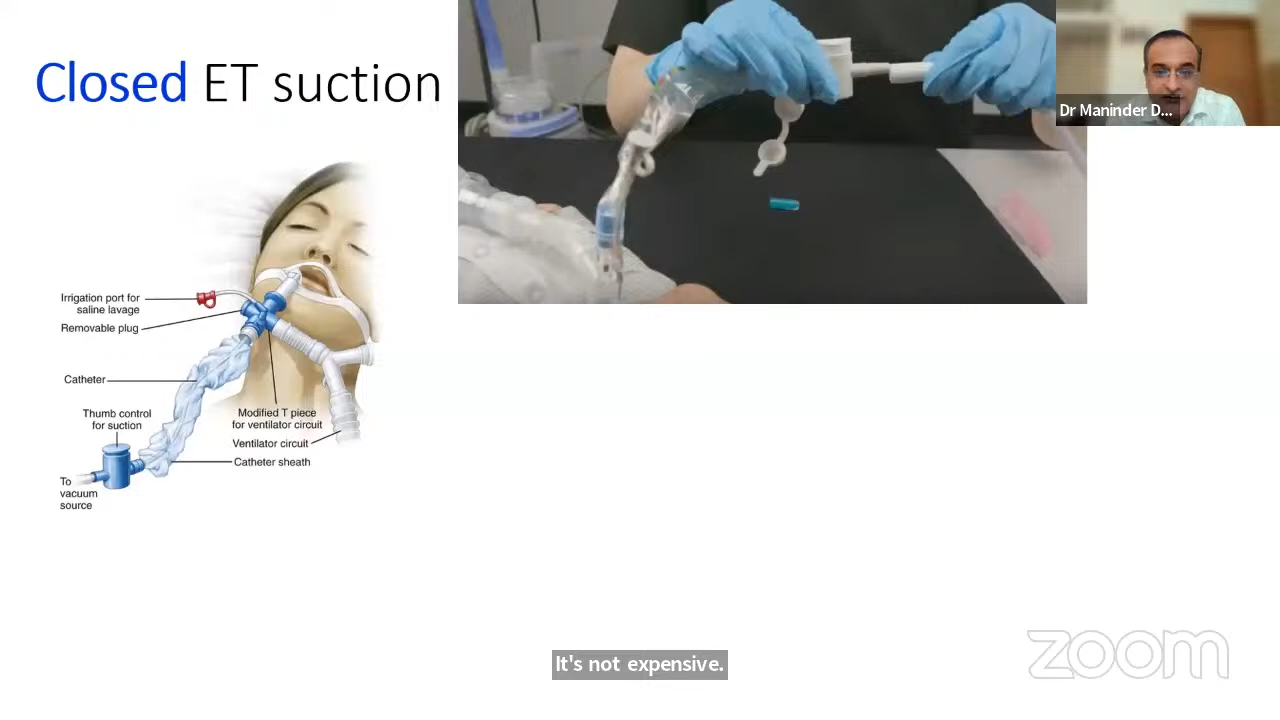 Closed ET suction
Dr Maninder D...
Irrigation port for
saline lavage
Removable plug
Catheter
Thumb control
for suction
Modified T piece
for ventilator circuit
Ventilator circuit
Catheter sheath
To
vacuum
source
It's not expensive.
zoom